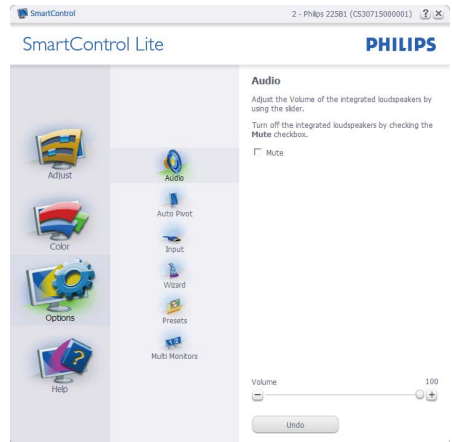 SmartControl
2 - Philips 225B1 (CS30715000001)
SmartControl Lite
PHILIPS
Adjust
Color
Options
Help
Audio
Auto Pivot
Input
Wizard
Presets
Multi Monitors
Audio
Adjust the Volume of the integrated loudspeakers by
using the slider.
Turn off the integrated loudspeakers by checking the
Mute checkbox.
Mute
Volume 100
Undo